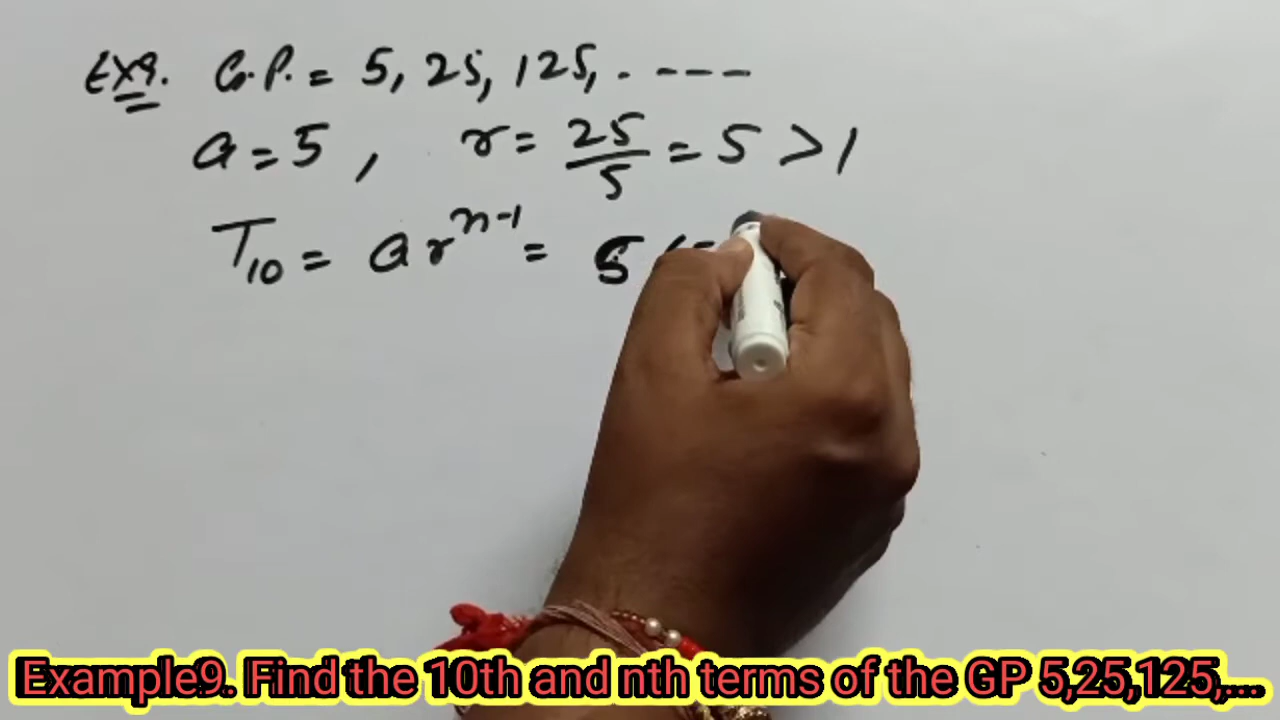 EX9. G.P. = 5, 25, 125, . ----
a = 5 , r = 25/5 = 5 > 1
T10 = a r^n-1 = 5 (
Example9. Find the 10th and nth terms of the GP 5,25,125,....